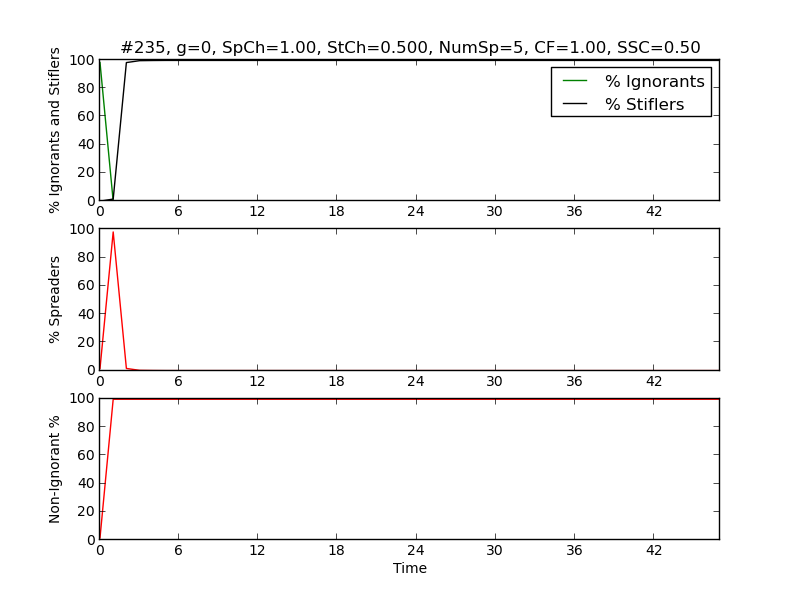 #235, g=0, SpCh=1.00, StCh=0.500, NumSp=5, CF=1.00, SSC=0.50
% Ignorants and Stiflers
100
80
60
40
20
0
% Ignorants
% Stiflers
0 6 12 18 24 30 36 42
% Spreaders
100
80
60
40
20
0
0 6 12 18 24 30 36 42
Non-Ignorant %
100
80
60
40
20
0
0 6 12 18 24 30 36 42
Time